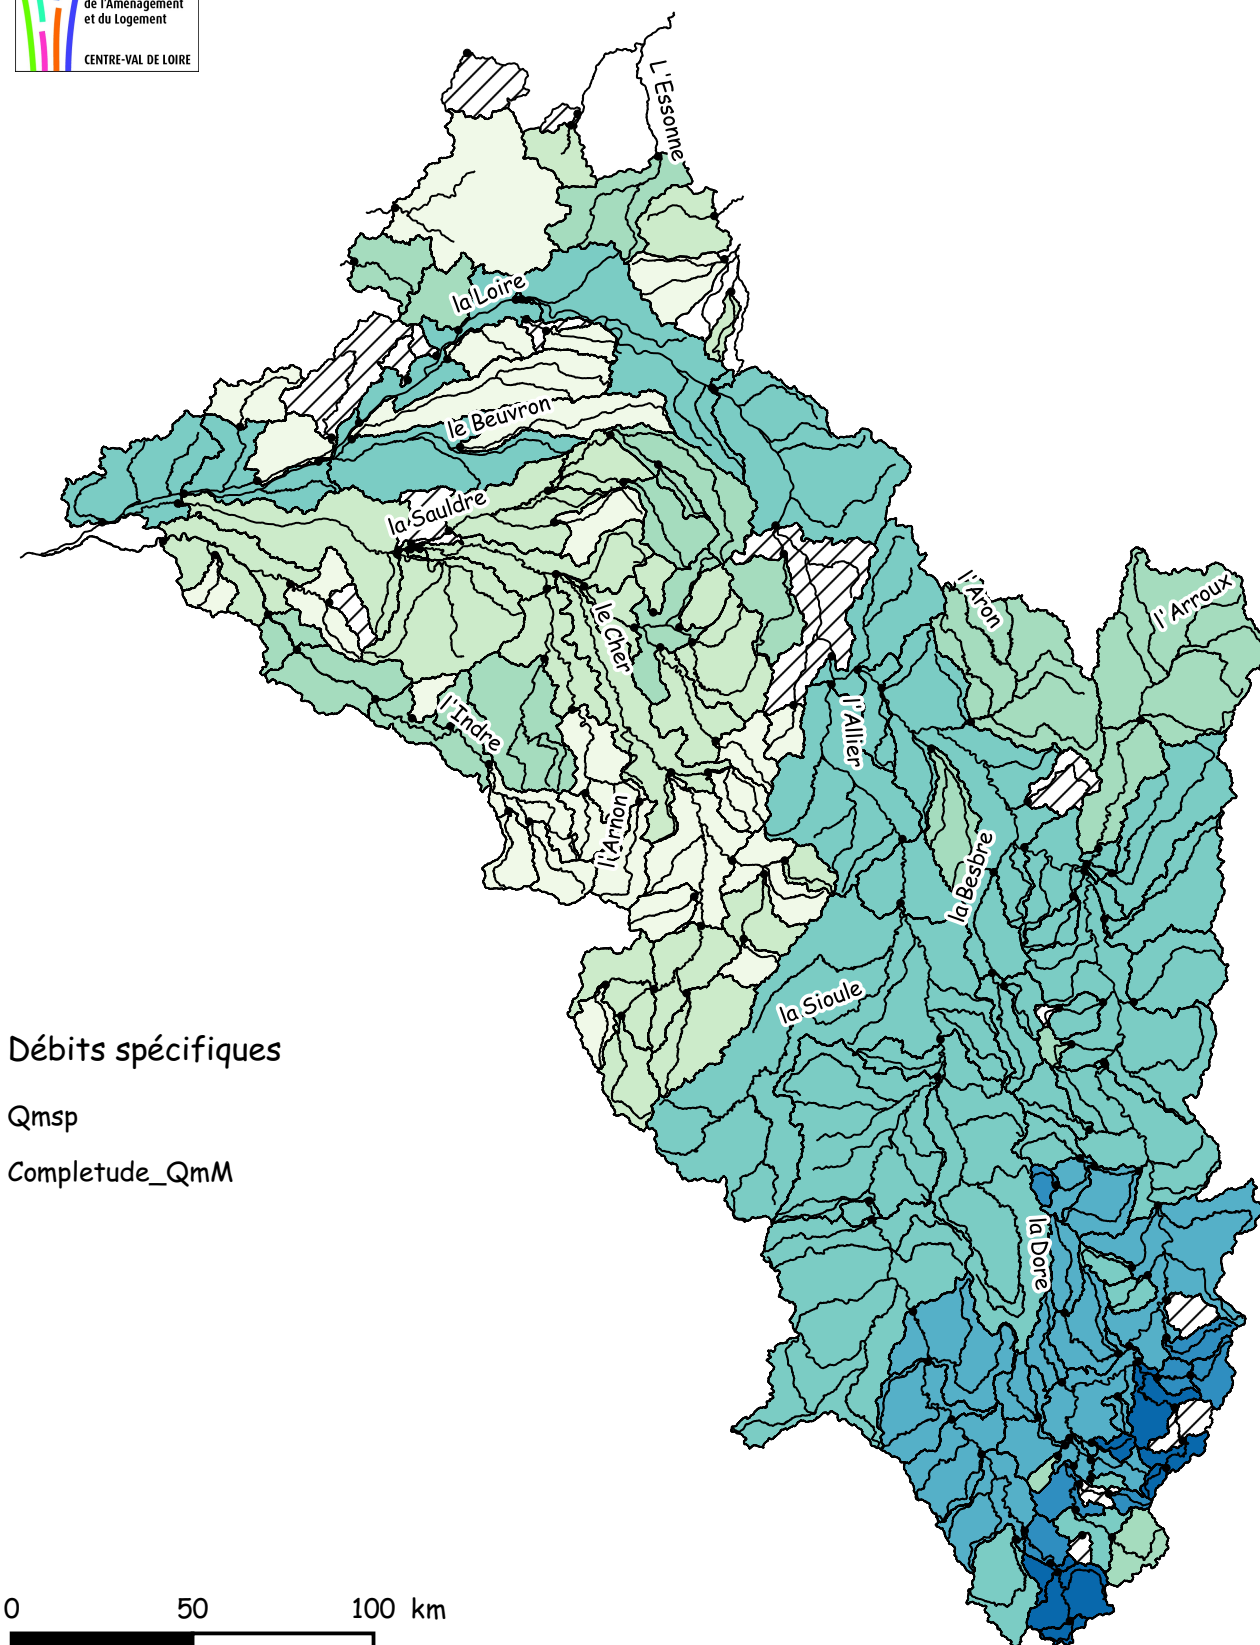 de l'Aménagement
et du Logement
CENTRE-VAL DE LOIRE
L'Essonne
la Loire
le Beuvron
la Sauldre
l'Aron
l' Arroux
le Cher
l'Indre
l'Allier
l'Arnon
la Besbre
la Sioule
Débits spécifiques
Qmsp
Completude_QmM
la Dore
0 50 100 km